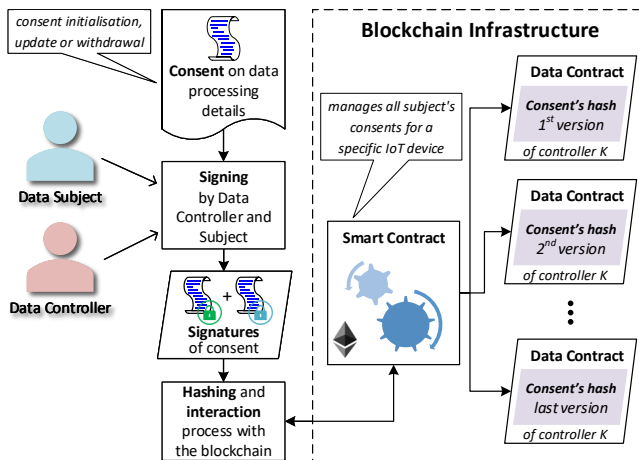 consent initialisation,
update or withdrawal
Consent on data
processing
details
Data Subject
Data Controller
Signing
by Data
Controller and
Subject
+
Signatures
of consent
Hashing and
interaction
process with
the blockchain
Blockchain Infrastructure
manages all subject's
consents for a
specific IoT device
Smart Contract
Data Contract
Consent's hash
1st version
of controller K
Data Contract
Consent's hash
2nd version
of controller K
Data Contract
Consent's hash
last version
of controller K